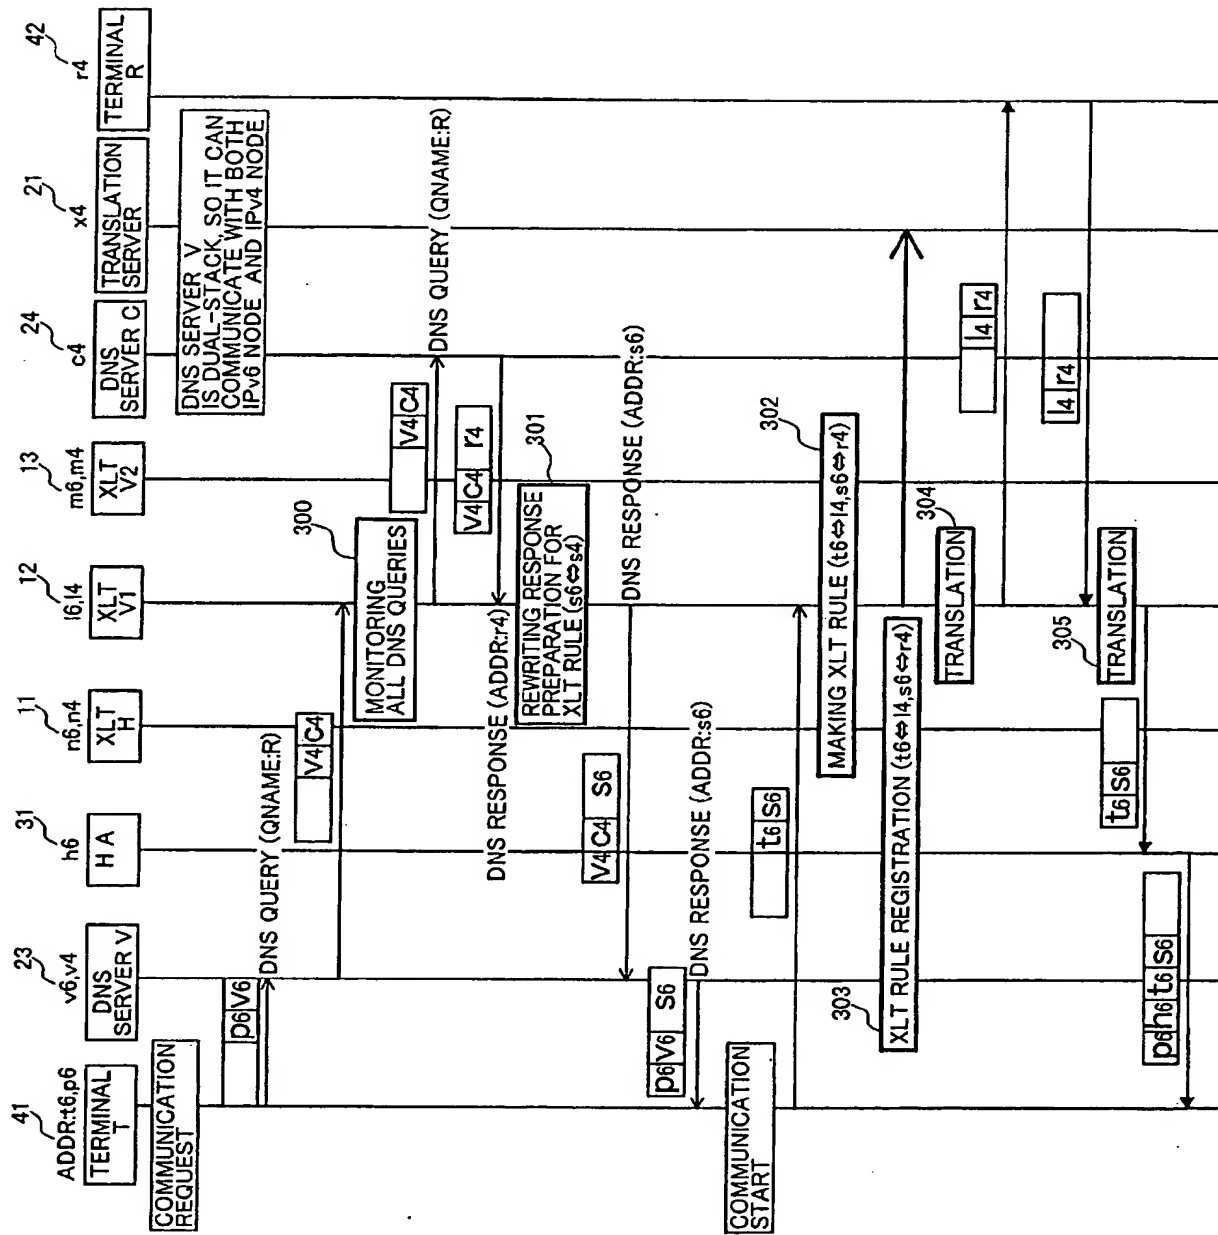 41
ADDR:t6,p6
TERMINAL
T
23
v6,v4
DNS
SERVER V
31
h6
H A
11
n6,n4
XLT
H
12
l6,l4
XLT
V1
13
m6,m4
XLT
V2
24
c4
DNS
SERVER C
21
x4
TRANSLATION
SERVER
42
r4
TERMINAL
R
COMMUNICATION
REQUEST
DNS SERVER V
IS DUAL-STACK, SO IT CAN
COMMUNICATE WITH BOTH
IPv6 NODE AND IPv4 NODE
p6 v6
DNS QUERY (QNAME:R)
V4 C4
300
MONITORING
ALL DNS QUERIES
V4 C4
DNS QUERY (QNAME:R)
V4 C4 r4
DNS RESPONSE (ADDR:r4)
301
REWRITING RESPONSE
PREPARATION FOR
XLT RULE (s6⇔s4)
V4 C4 s6
DNS RESPONSE (ADDR:s6)
p6 V6 s6
DNS RESPONSE (ADDR:s6)
COMMUNICATION
START
t6 s6
302
MAKING XLT RULE (t6⇔l4,s6⇔r4)
303
XLT RULE REGISTRATION (t6⇔l4,s6⇔r4)
304
TRANSLATION
l4 r4
l4 r4
305
TRANSLATION
t6 s6
p6 h6 t6 s6